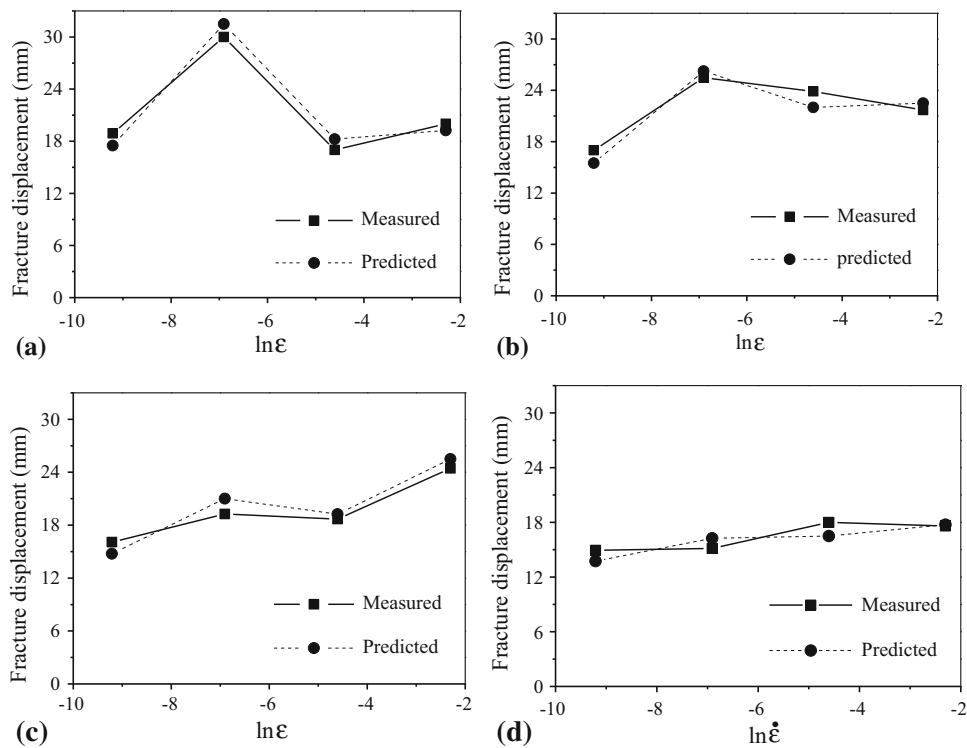 Fracture displacement (mm)
30
24
18
12
6
0
Measured
Predicted
-10
-8
-6
-4
-2
lnε
(a)
Fracture displacement (mm)
30
24
18
12
6
0
Measured
predicted
-10
-8
-6
-4
-2
lnε
(b)
Fracture displacement (mm)
30
24
18
12
6
0
Measured
Predicted
-10
-8
-6
-4
-2
lnε
(c)
Fracture displacement (mm)
30
24
18
12
6
0
Measured
Predicted
-10
-8
-6
-4
-2
lnε̇
(d)